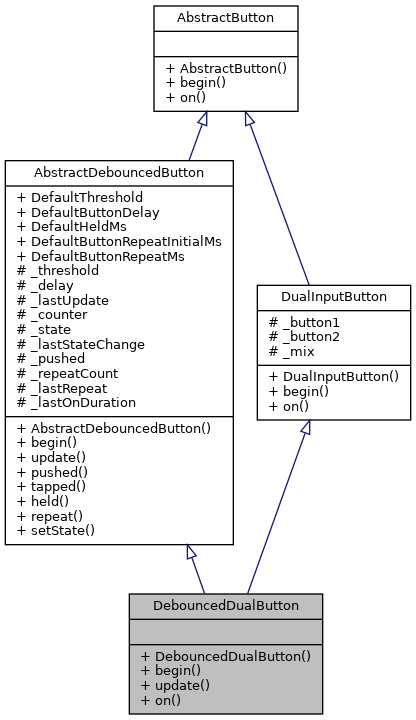 AbstractButton
+ AbstractButton()
+ begin()
+ on()
AbstractDebouncedButton
+ DefaultThreshold
+ DefaultButtonDelay
+ DefaultHeldMs
+ DefaultButtonRepeatInitialMs
+ DefaultButtonRepeatMs
# _threshold
# _delay
# _lastUpdate
# _counter
# _state
# _lastStateChange
# _pushed
# _repeatCount
# _lastRepeat
# _lastOnDuration
+ AbstractDebouncedButton()
+ begin()
+ update()
+ pushed()
+ tapped()
+ held()
+ repeat()
+ setState()
DualInputButton
# _button1
# _button2
# _mix
+ DualInputButton()
+ begin()
+ on()
DebouncedDualButton
+ DebouncedDualButton()
+ begin()
+ update()
+ on()